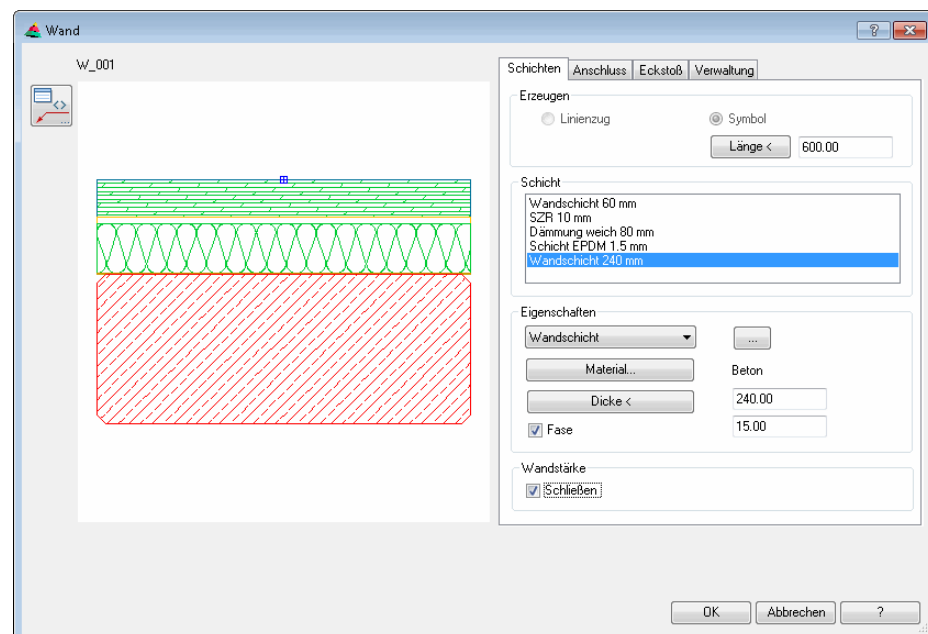 Wand
W_001
Schichten Anschluss Eckstoß Verwaltung
Erzeugen
Linienzug Symbol
Länge < 600.00
Schicht
Wandschicht 60 mm
SZR 10 mm
Dämmung weich 80 mm
Schicht EPDM 1.5 mm
Wandschicht 240 mm
Eigenschaften
Wandschicht ...
Material... Beton
Dicke < 240.00
Fase 15.00
Wandstärke
Schließen
OK Abbrechen ?